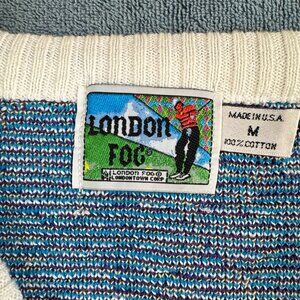 LONDON
FOG®
LONDON FOG®
LONDONTOWN CORP
MADE IN U.S.A.
M
100% COTTON